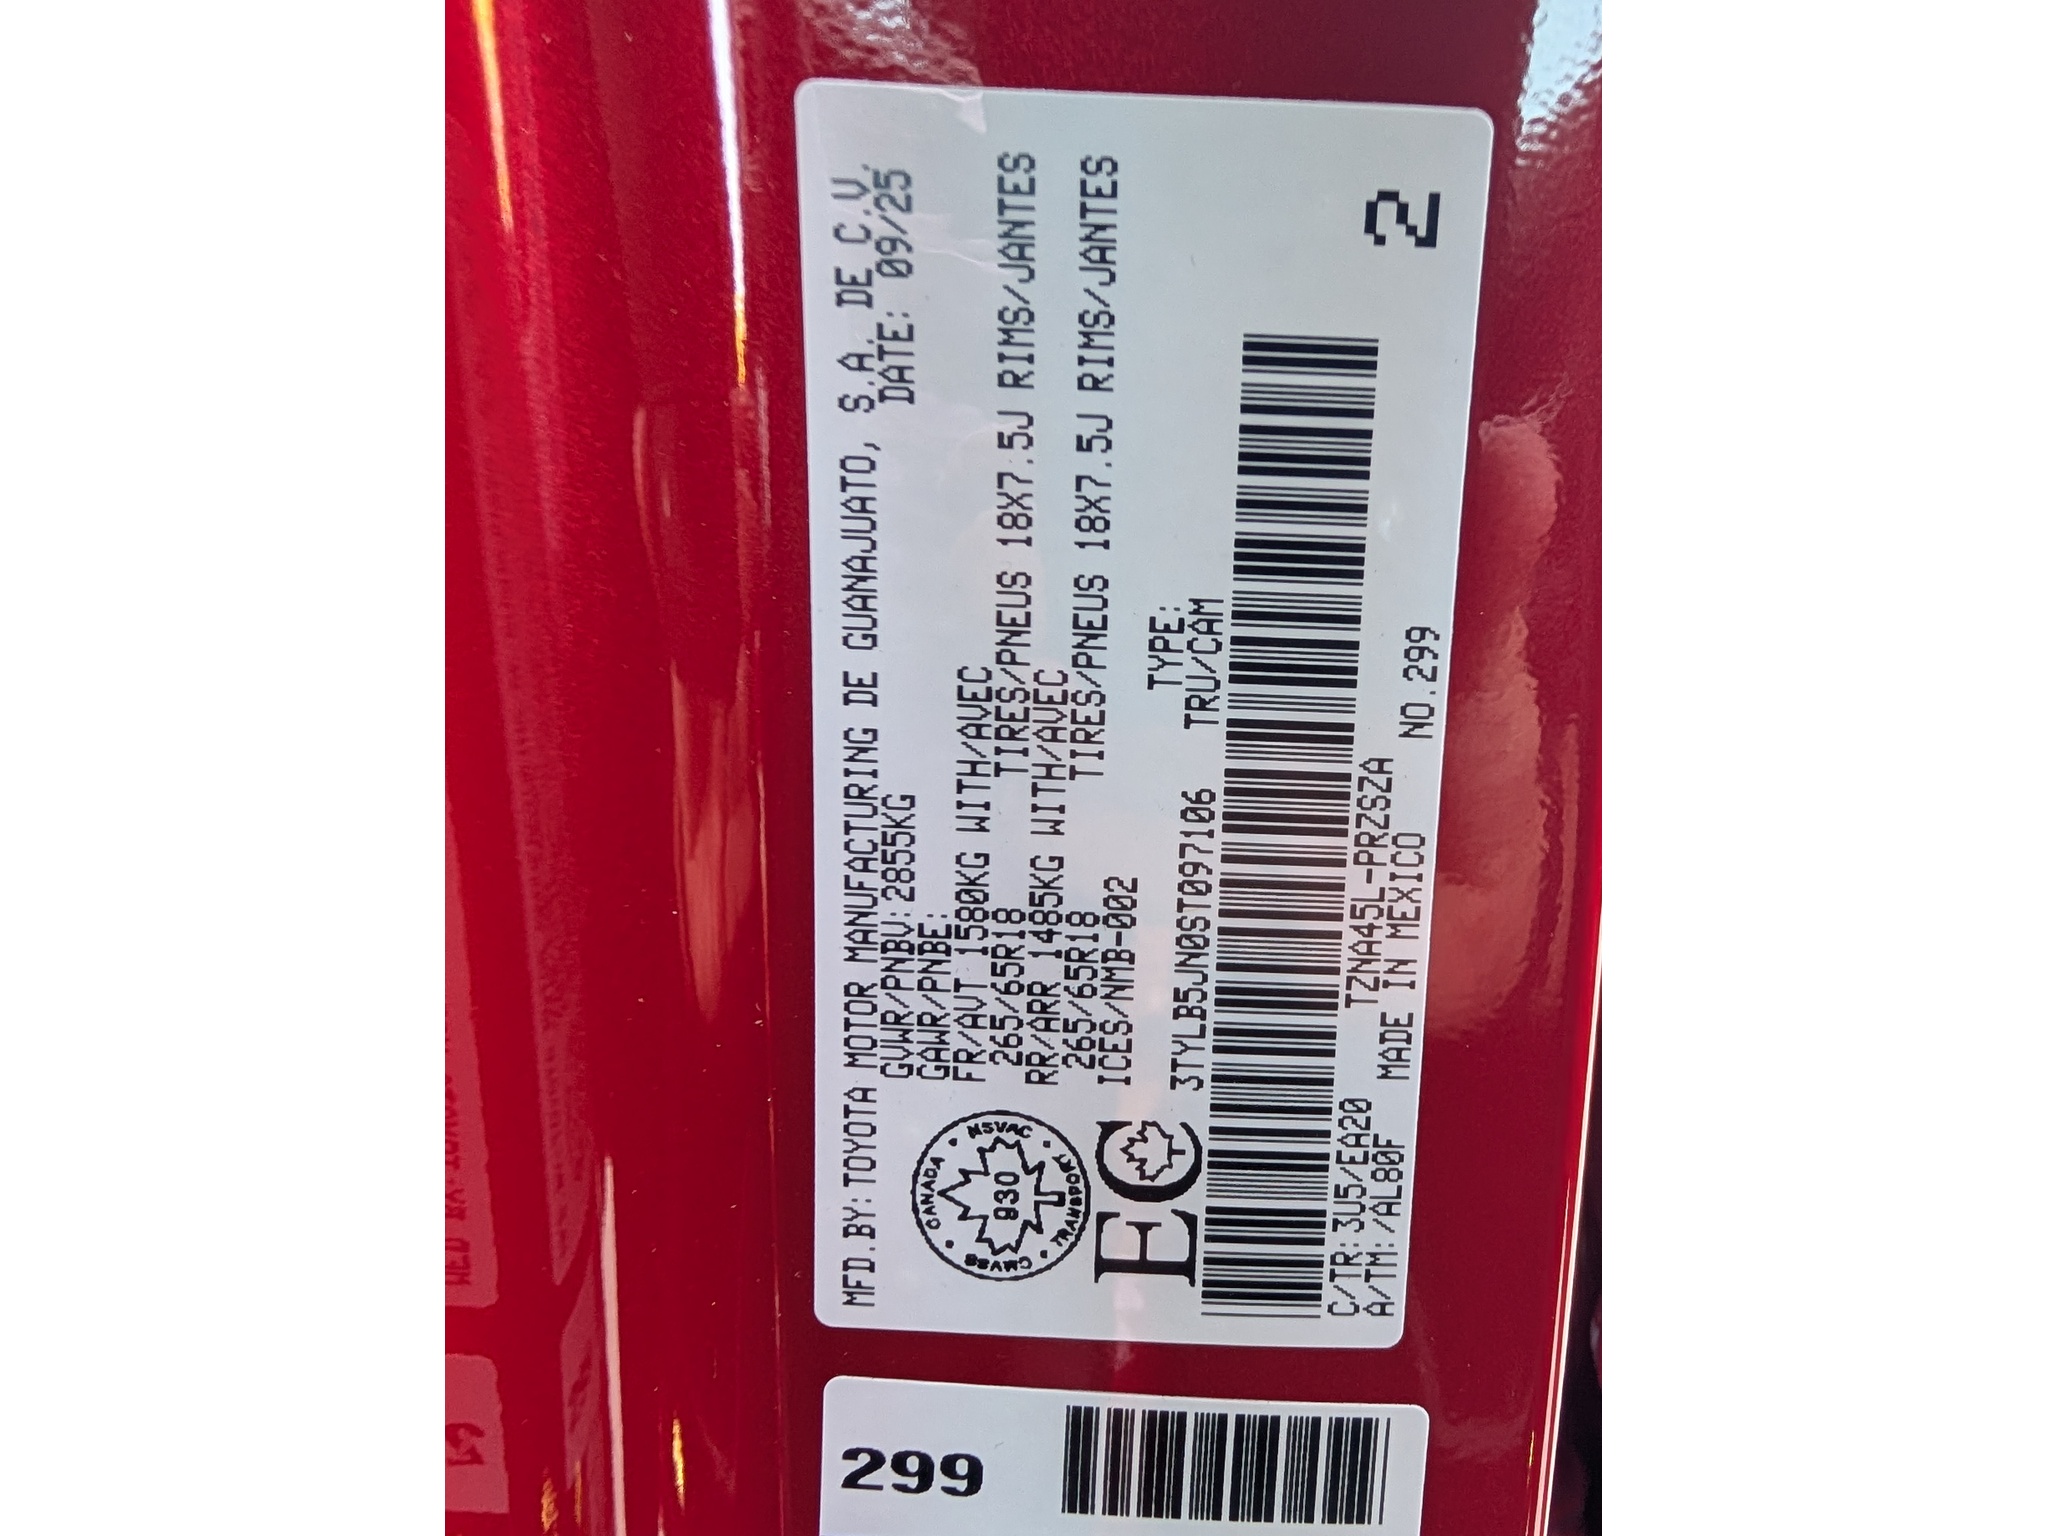 MFD.BY:TOYOTA MOTOR MANUFACTURING DE GUANAJUATO, S.A. DE C.V.
GVWR/PNBV:2855KG DATE: 09/25
GAWR/PNBE:
FR/AVT 1580KG WITH/AVEC
265/65R18 TIRES/PNEUS 18X7.5J RIMS/JANTES
RR/ARR 1485KG WITH/AVEC
265/65R18 TIRES/PNEUS 18X7.5J RIMS/JANTES
ICES/NMB-002
CANADA
NSVAC
930
CMVSS
TRANSPORT
EC
TYPE:
3TYLB5JN0ST097106 TRU/CAM
C/TR:3U5/EA20 TZNA45L-PRZSZA
A/TM:/AL80F MADE IN MEXICO NO.299
2
299